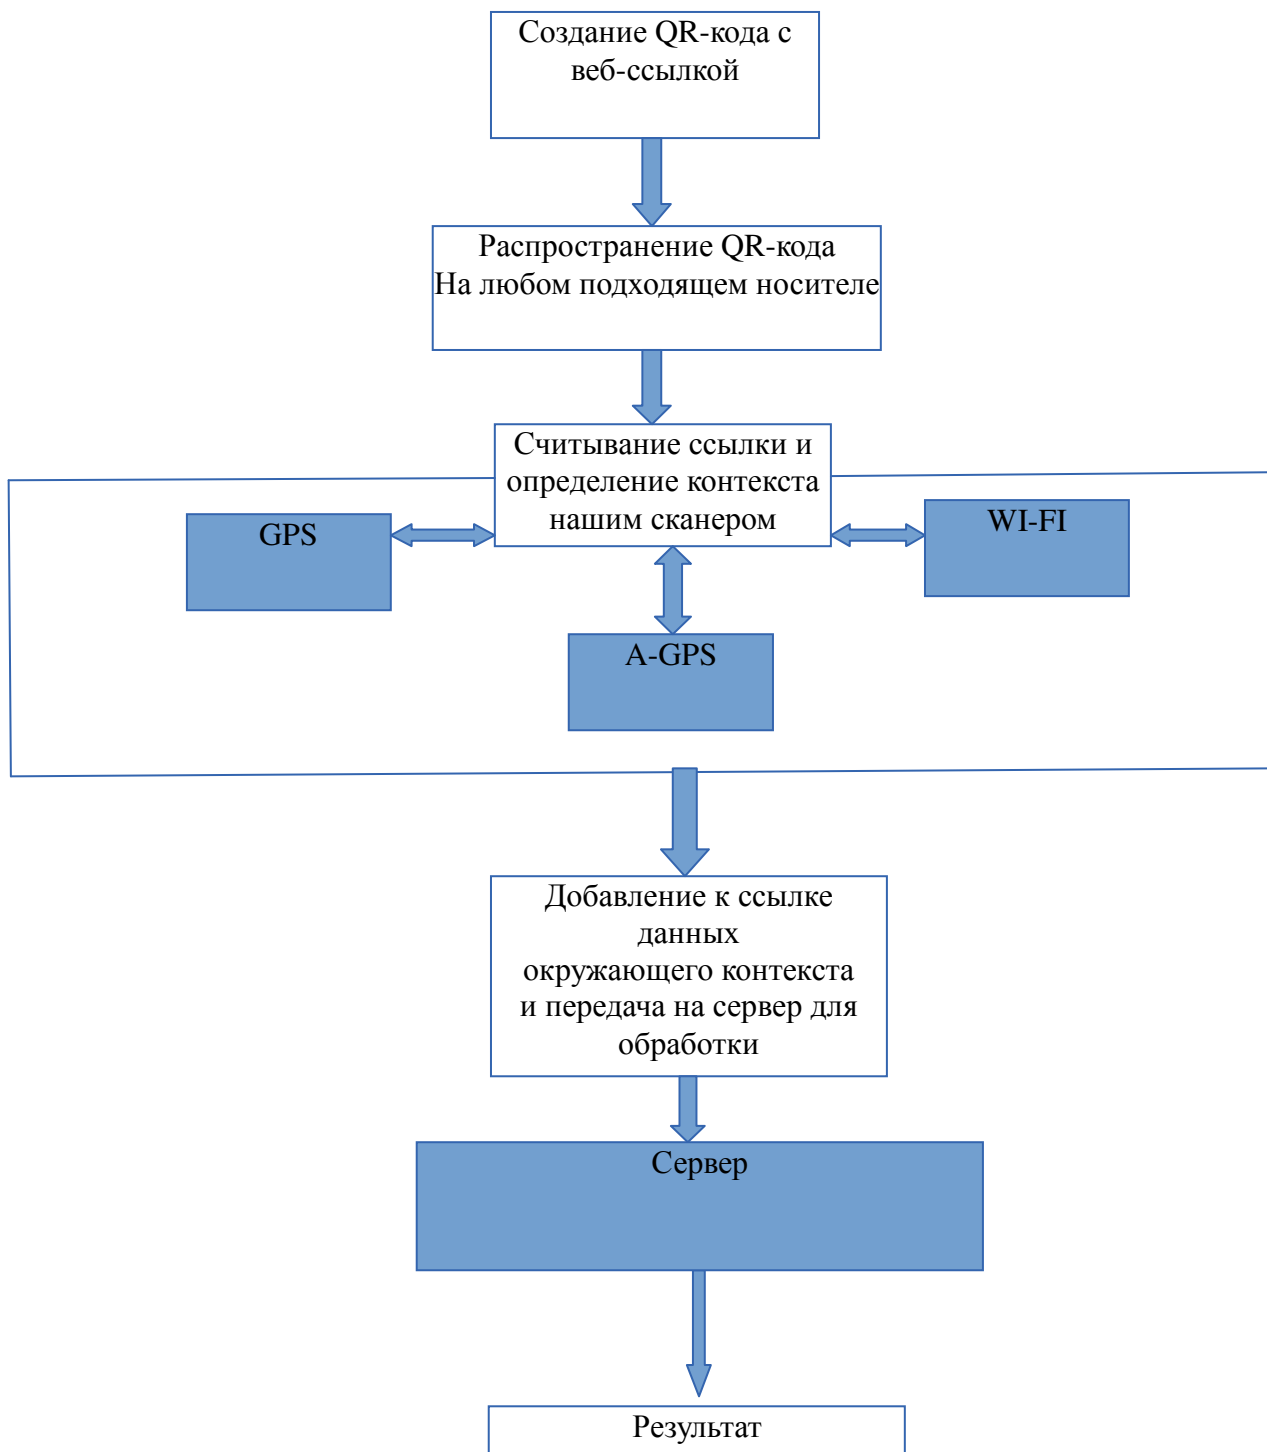 Создание QR-кода с
веб-ссылкой
Распространение QR-кода
На любом подходящем носителе
Считывание ссылки и
определение контекста
нашим сканером
GPS
WI-FI
A-GPS
Добавление к ссылке
данных
окружающего контекста
и передача на сервер для
обработки
Сервер
Результат